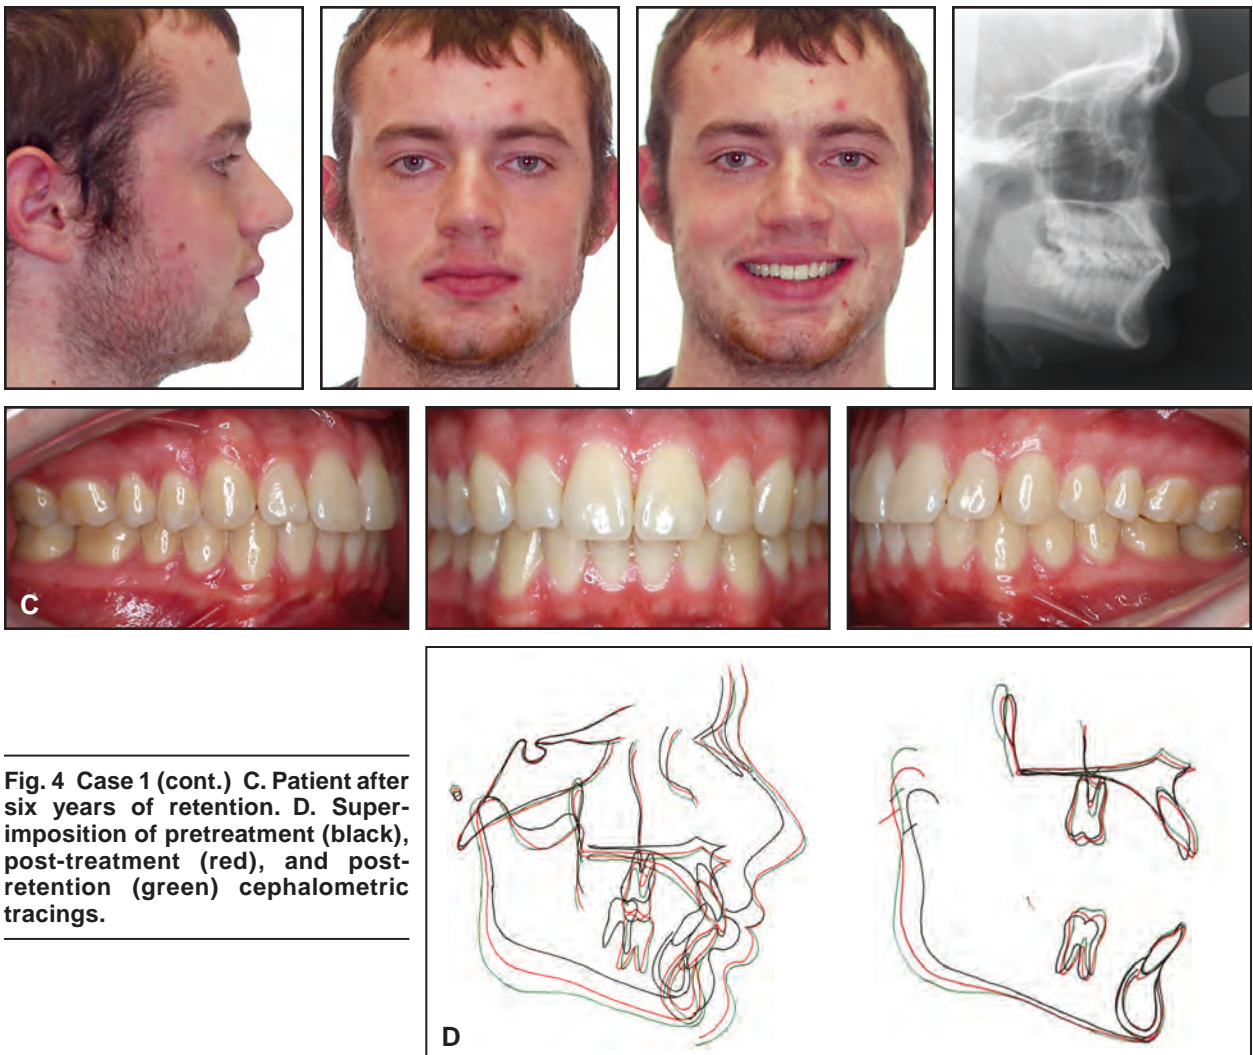 C
Fig. 4 Case 1 (cont.) C. Patient after
six years of retention. D. Super-
imposition of pretreatment (black),
post-treatment (red), and post-
retention (green) cephalometric
tracings.
D